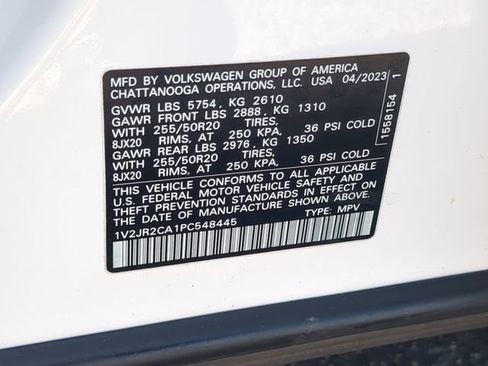 MFD BY VOLKSWAGEN GROUP OF AMERICA
CHATTANOOGA OPERATIONS, LLC. USA 04/2023
GVWR LBS 5754, KG 2610
GAWR FRONT LBS 2888, KG 1310
WITH 255/50R20 TIRES,
8JX20 RIMS, AT 250 KPA, 36 PSI COLD
GAWR REAR LBS 2976, KG 1350
WITH 255/50R20 TIRES,
8JX20 RIMS, AT 250 KPA, 36 PSI COLD
THIS VEHICLE CONFORMS TO ALL APPLICABLE
U.S. FEDERAL MOTOR VEHICLE SAFETY AND
THEFT PREVENTION STANDARDS IN EFFECT ON
THE DATE OF MANUFACTURE SHOWN ABOVE.
1V2JR2CA1PC548445 TYPE: MPV
1558154 1